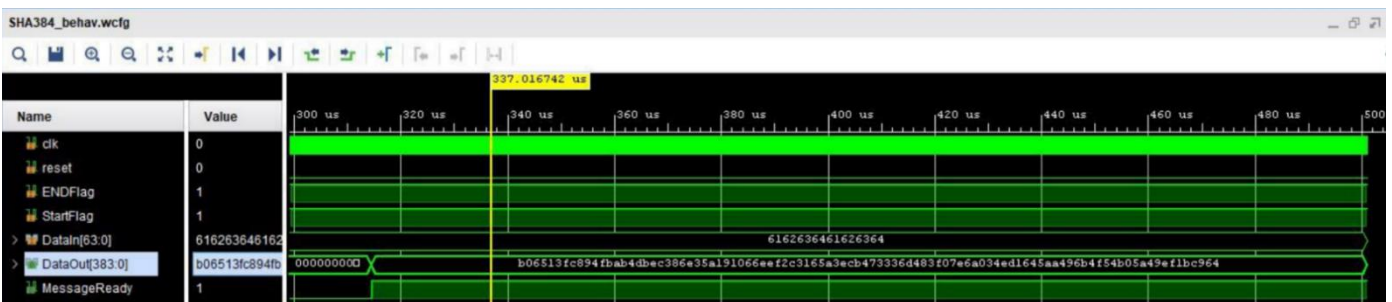 SHA384_behav.wcfg
337.016742 us
Name Value 300 us 320 us 340 us 360 us 380 us 400 us 420 us 440 us 460 us 480 us 500
clk 0
reset 0
ENDFlag 1
StartFlag 1
DataIn[63:0] 616263646162 6162636461626364
DataOut[383:0] b06513fc894fb 00000000 b06513fc894fbab4dbec386e35a191066eef2c3165a3ecb473336d483f07e6a034ed1645aa496b4f54b05a49ef1bc964
MessageReady 1